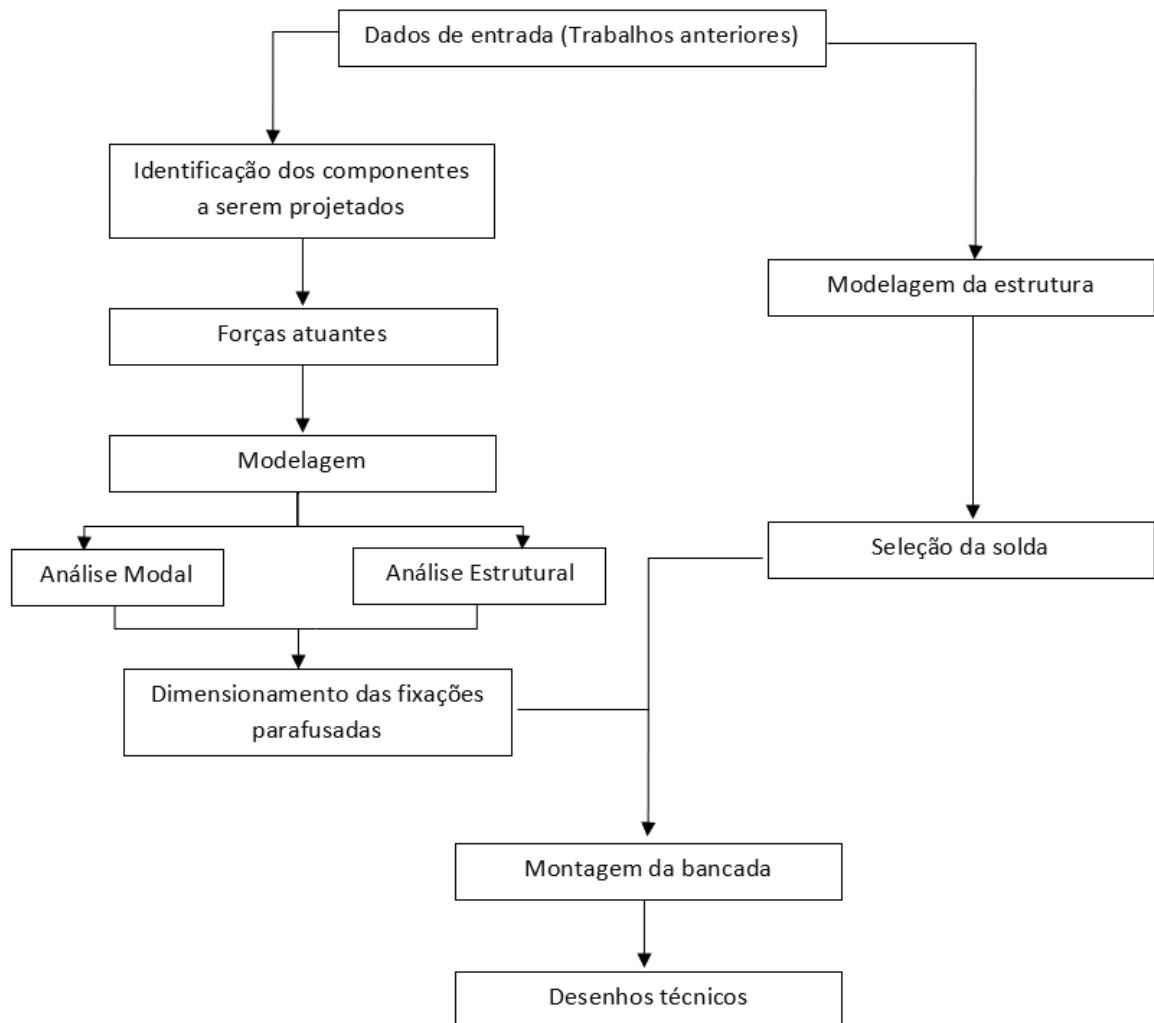 Dados de entrada (Trabalhos anteriores)
Identificação dos componentes
a serem projetados
Modelagem da estrutura
Forças atuantes
Modelagem
Análise Modal
Análise Estrutural
Seleção da solda
Dimensionamento das fixações
parafusadas
Montagem da bancada
Desenhos técnicos